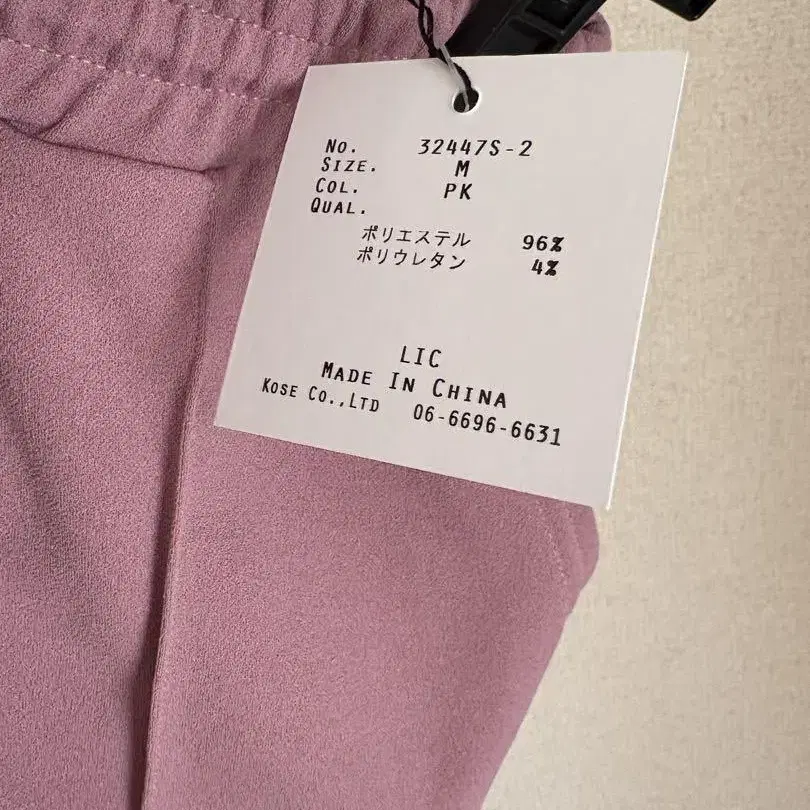 No. 32447S-2
SIZE. M
COL. PK
QUAL.
ポリエステル 96%
ポリウレタン 4%
LIC
MADE IN CHINA
KOSE CO.,LTD 06-6696-6631